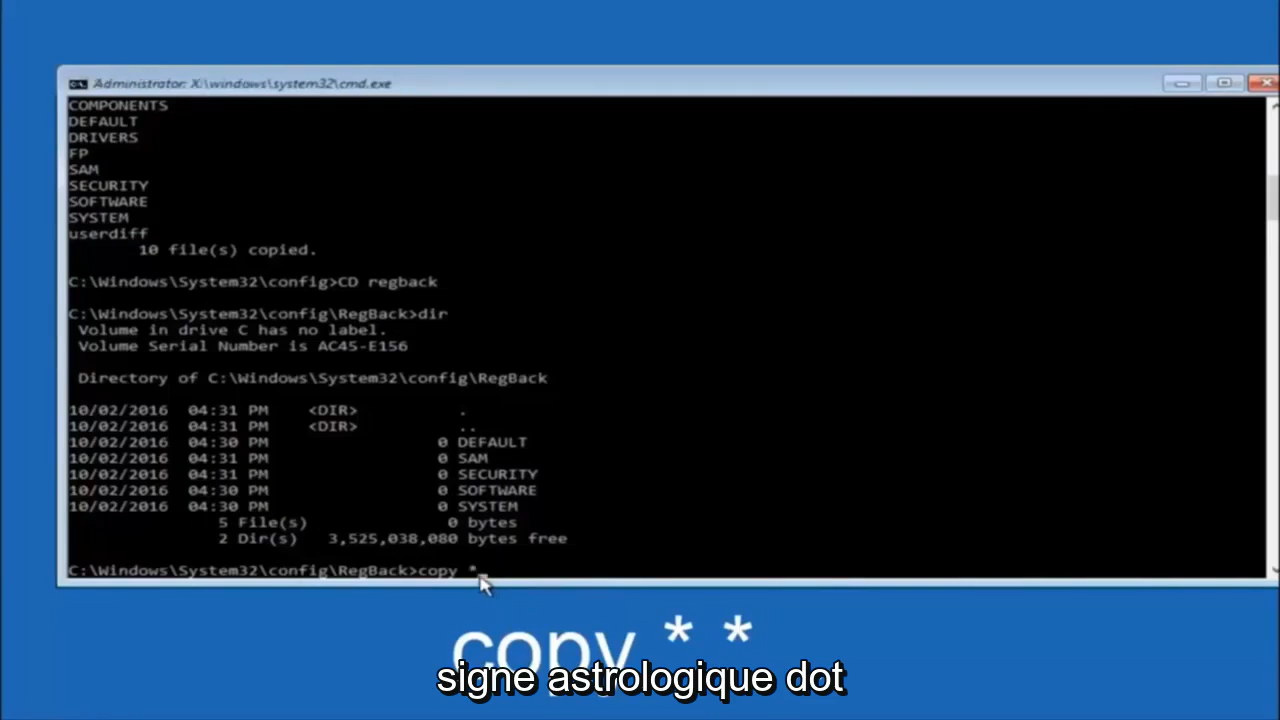 Administrator: X:\windows\system32\cmd.exe
COMPONENTS
DEFAULT
DRIVERS
FP
SAM
SECURITY
SOFTWARE
SYSTEM
userdiff
10 file(s) copied.
C:\Windows\System32\config>CD regback
C:\Windows\System32\config\RegBack>dir
Volume in drive C has no label.
Volume Serial Number is AC45-E156
Directory of C:\Windows\System32\config\RegBack
10/02/2016 04:31 PM <DIR> .
10/02/2016 04:31 PM <DIR> ..
10/02/2016 04:30 PM 0 DEFAULT
10/02/2016 04:31 PM 0 SAM
10/02/2016 04:31 PM 0 SECURITY
10/02/2016 04:30 PM 0 SOFTWARE
10/02/2016 04:30 PM 0 SYSTEM
5 File(s) 0 bytes
2 Dir(s) 3,525,038,080 bytes free
C:\Windows\System32\config\RegBack>copy *
copy * *
signe astrologique dot